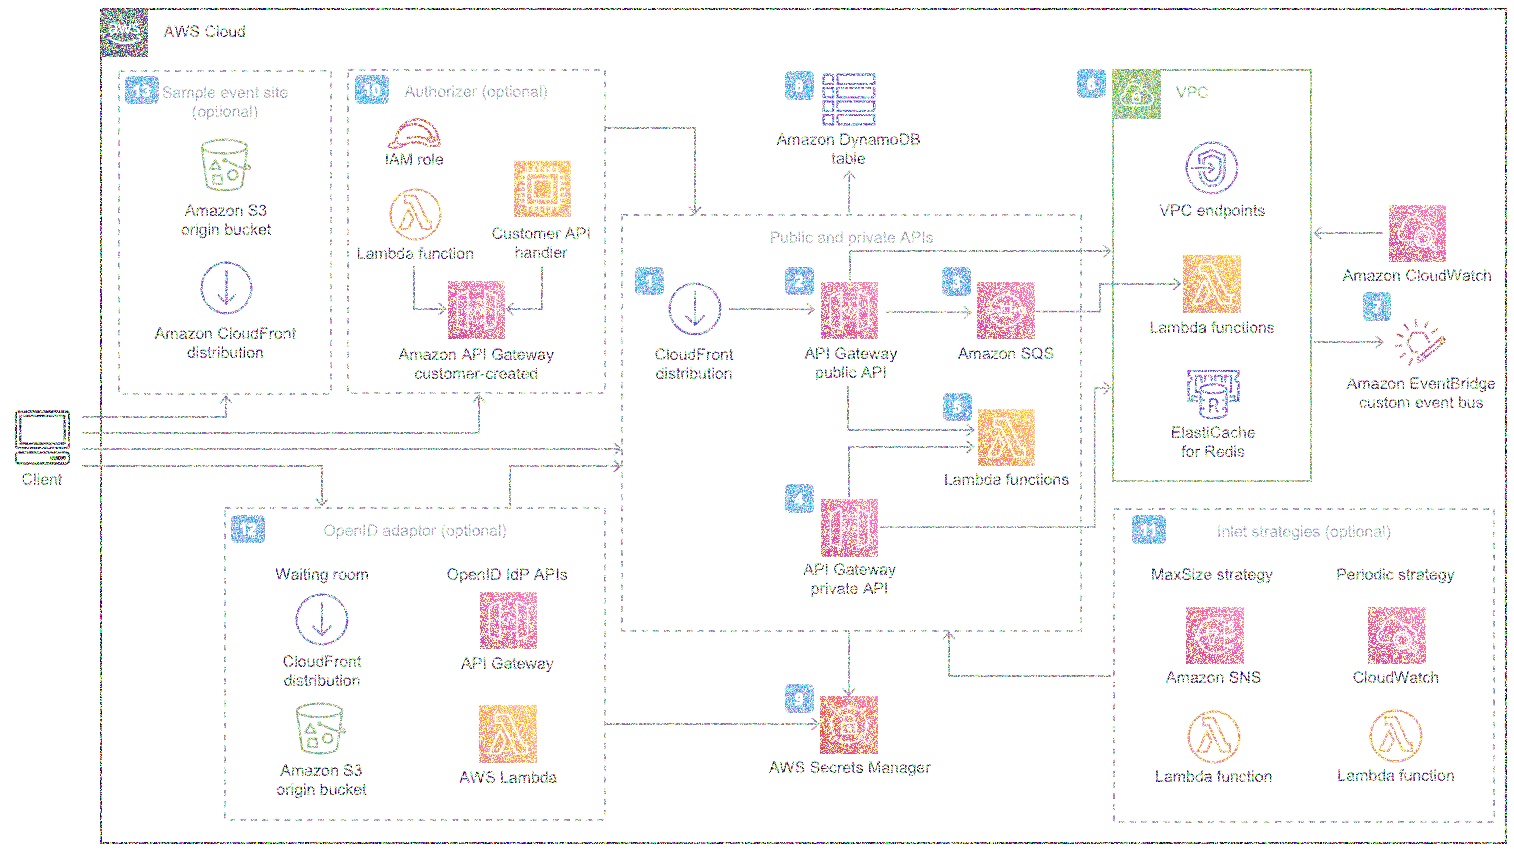 aws
AWS Cloud
13
Sample event site
(optional)
Amazon S3
origin bucket
Amazon CloudFront
distribution
10
Authorizer (optional)
IAM role
Lambda function
Customer API
handler
Amazon API Gateway
customer-created
8
Amazon DynamoDB
table
Public and private APIs
1
CloudFront
distribution
2
API Gateway
public API
3
Amazon SQS
5
Lambda functions
4
API Gateway
private API
6
VPC
VPC endpoints
Lambda functions
R
ElastiCache
for Redis
Amazon CloudWatch
7
Amazon EventBridge
custom event bus
Client
12
OpenID adaptor (optional)
Waiting room
CloudFront
distribution
Amazon S3
origin bucket
OpenID IdP APIs
API Gateway
AWS Lambda
9
AWS Secrets Manager
11
Inlet strategies (optional)
MaxSize strategy
Amazon SNS
Lambda function
Periodic strategy
CloudWatch
Lambda function